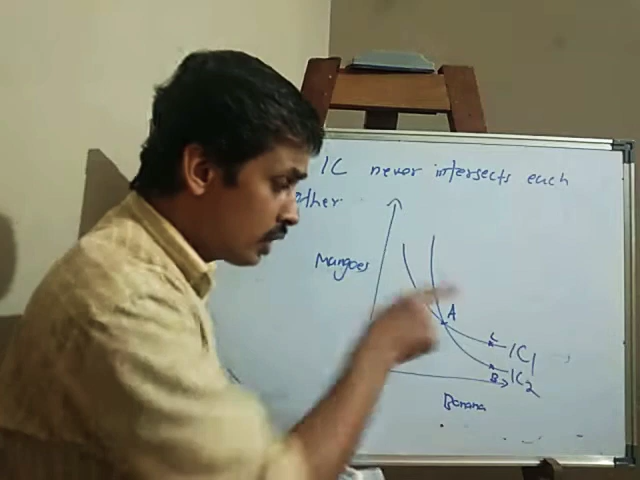 IC never intersects each
other
Mangoes
A
C
IC1
B
IC2
Banana